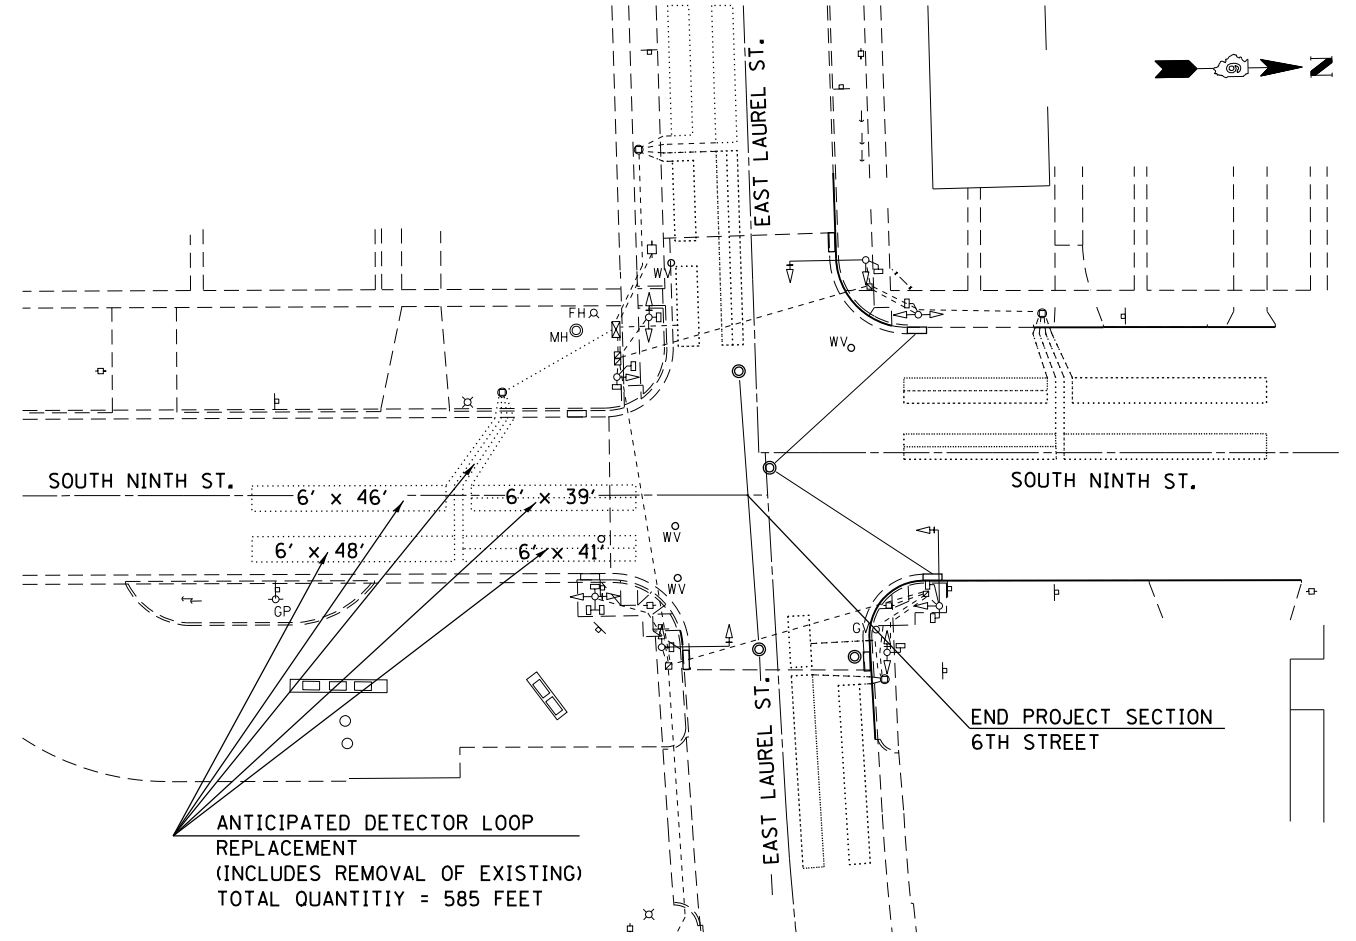 EAST LAUREL ST.
N
WV
FH
MH
WV
SOUTH NINTH ST.
SOUTH NINTH ST.
6' x 46'
6' x 39'
6' x 48'
6' x 41'
WV
WV
GP
GV
EAST LAUREL ST.
END PROJECT SECTION
6TH STREET
ANTICIPATED DETECTOR LOOP
REPLACEMENT
(INCLUDES REMOVAL OF EXISTING)
TOTAL QUANTITIY = 585 FEET